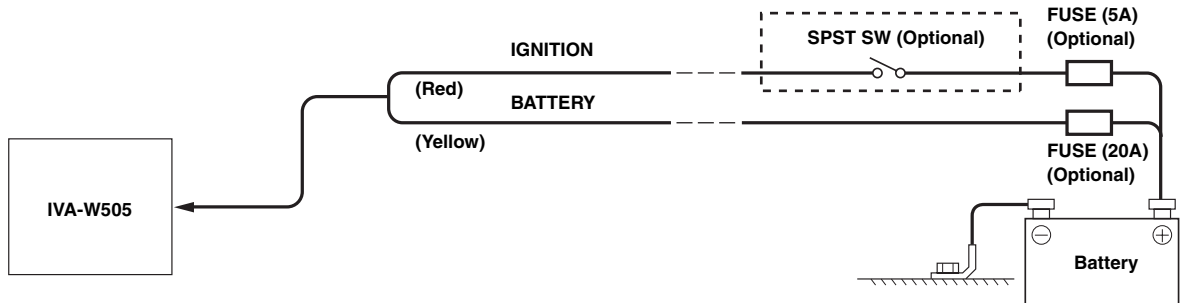 FUSE (5A)
(Optional)
SPST SW (Optional)
IGNITION
(Red)
BATTERY
(Yellow)
FUSE (20A)
(Optional)
IVA-W505
− +
Battery